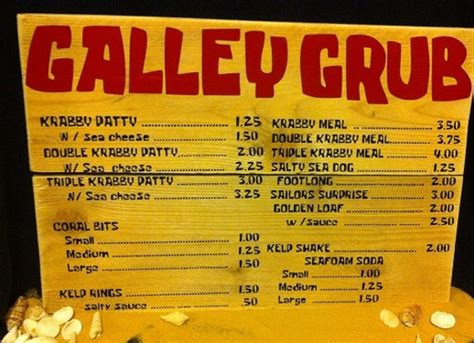 GALLEY GRUB
KRABBY PATTY .......... 1.25
W/ Sea cheese .......... 1.50
DOUBLE KRABBY PATTY .......... 2.00
W/ Sea cheese .......... 2.25
TRIPLE KRABBY PATTY .......... 3.00
W/ Sea cheese .......... 3.25
CORAL BITS
Small .......... 1.00
Medium .......... 1.25
Large .......... 1.50
KELP RINGS .......... 1.50
Salty sauce .......... .50
KRABBY MEAL .......... 3.50
DOUBLE KRABBY MEAL .......... 3.75
TRIPLE KRABBY MEAL .......... 4.00
SALTY SEA DOG .......... 1.25
FOOTLONG .......... 2.00
SAILORS SURPRISE .......... 3.00
GOLDEN LOAF .......... 2.00
w/sauce .......... 2.50
KELP SHAKE .......... 2.00
SEAFOAM SODA
Small .......... 1.00
Medium .......... 1.25
Large .......... 1.50